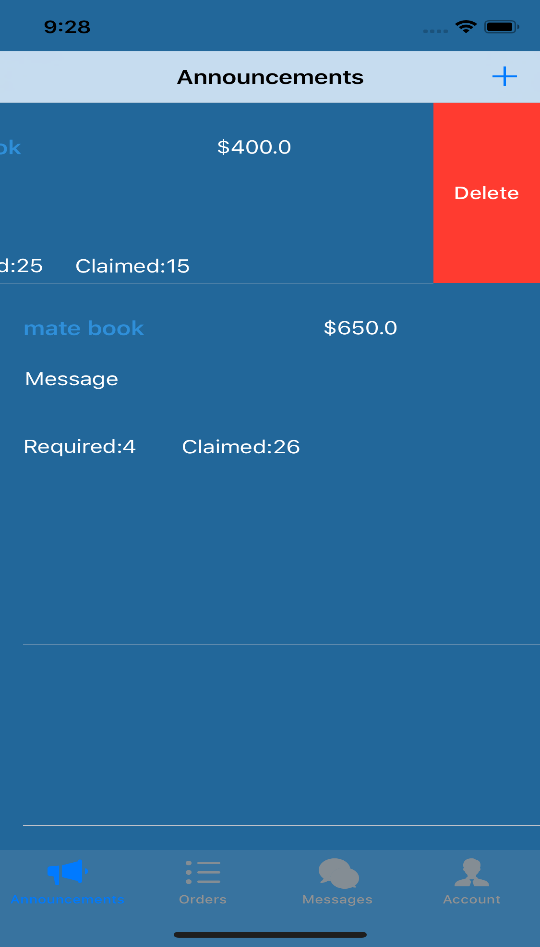 9:28
Announcements +
ok $400.0
Delete
d:25 Claimed:15
mate book $650.0
Message
Required:4 Claimed:26
Announcements Orders Messages Account